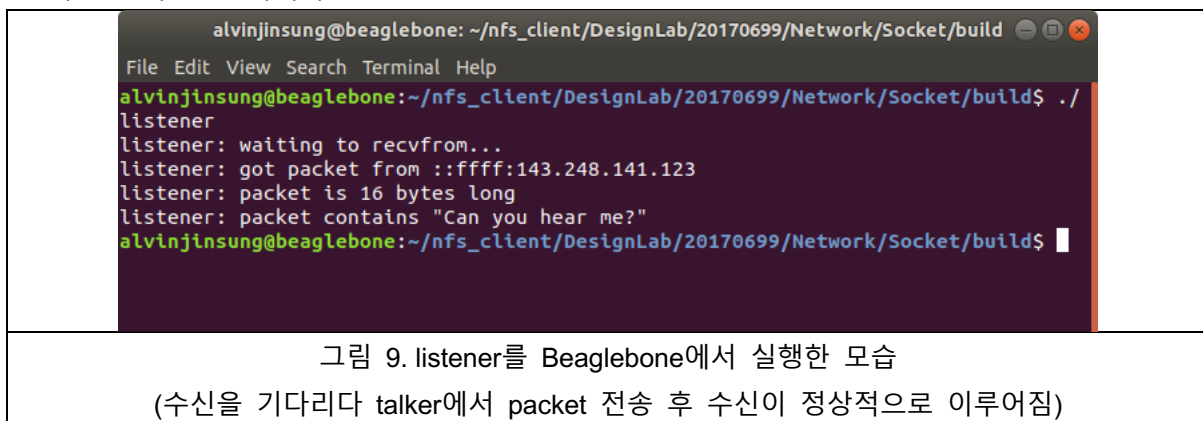 alvinjinsung@beaglebone: ~/nfs_client/DesignLab/20170699/Network/Socket/build
File Edit View Search Terminal Help
alvinjinsung@beaglebone:~/nfs_client/DesignLab/20170699/Network/Socket/build$ ./
listener
listener: waiting to recvfrom...
listener: got packet from ::ffff:143.248.141.123
listener: packet is 16 bytes long
listener: packet contains "Can you hear me?"
alvinjinsung@beaglebone:~/nfs_client/DesignLab/20170699/Network/Socket/build$
그림 9. listener를 Beaglebone에서 실행한 모습
(수신을 기다리다 talker에서 packet 전송 후 수신이 정상적으로 이루어짐)